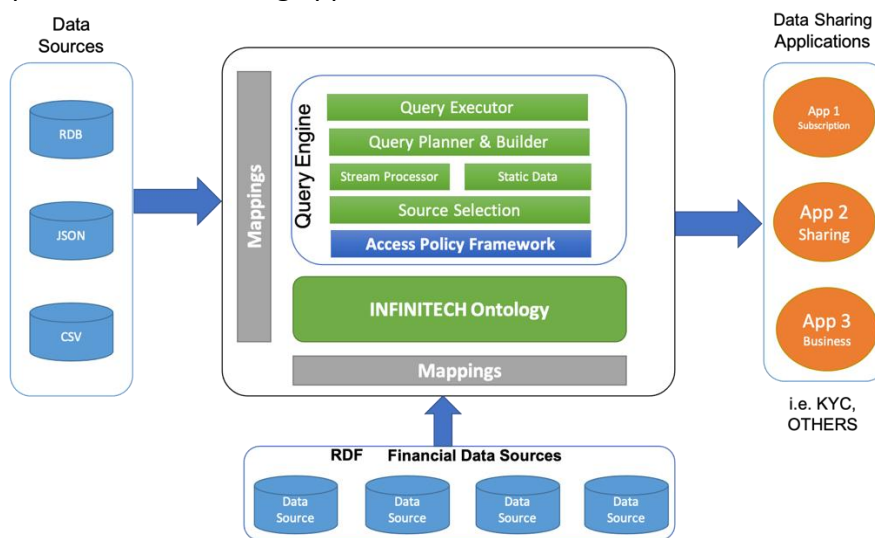 Data
Sources
RDB
JSON
CSV
Mappings
Query Engine
Query Executor
Query Planner & Builder
Stream Processor
Static Data
Source Selection
Access Policy Framework
INFINITECH Ontology
Mappings
Data Sharing
Applications
App 1
Subscription
App 2
Sharing
App 3
Business
i.e. KYC,
OTHERS
RDF Financial Data Sources
Data
Source
Data
Source
Data
Source
Data
Source